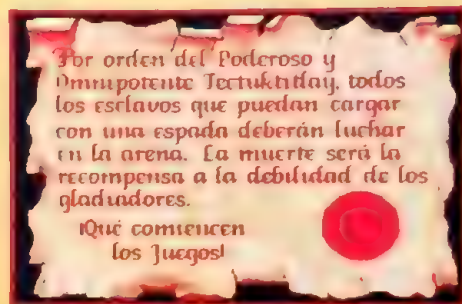 Por orden del Poderoso y
Omnipotente Tectuktitlay, todos
los esclavos que puedan cargar
con una espada deberán luchar
en la arena. La muerte será la
recompensa a la debilidad de los
gladiadores.
¡Qué comiencen
los Juegos!